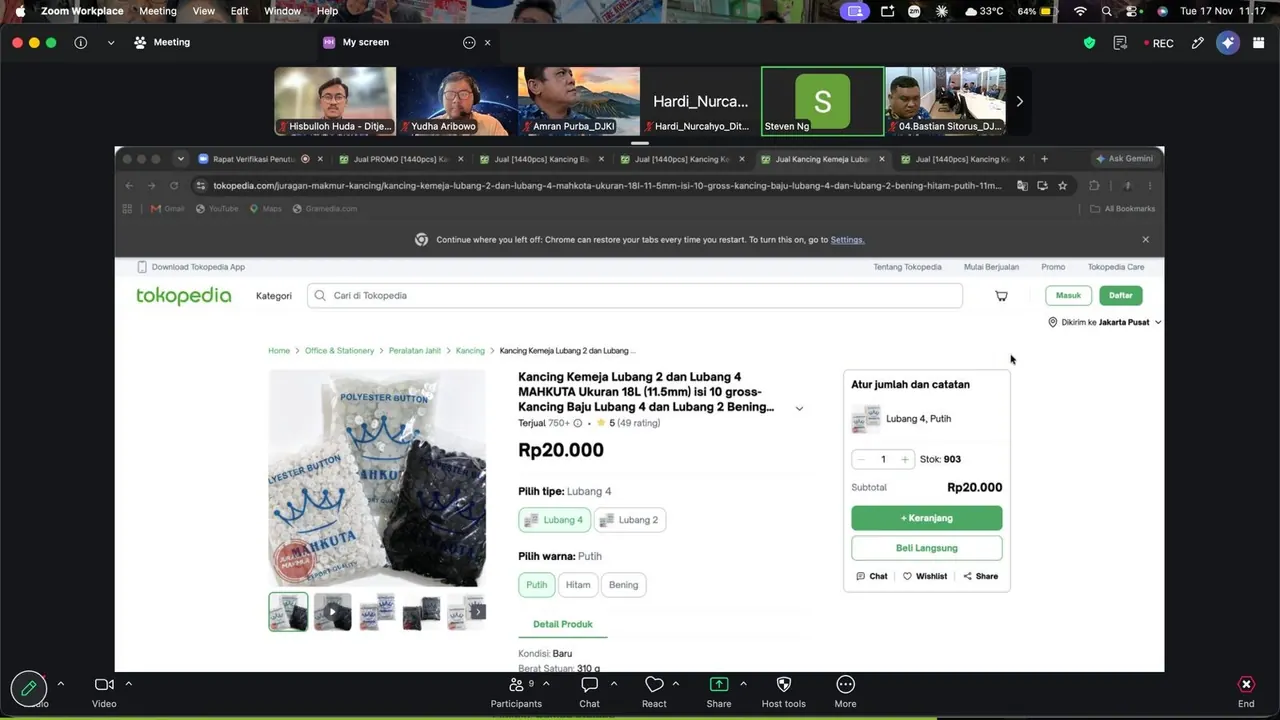 Zoom Workplace Meeting View Edit Window Help
zm 33°C 64% Tue 17 Nov 11.17
Meeting
My screen
REC
Hisbulloh Huda - Ditje...
Yudha Aribowo
Amran Purba_DJKI
Hardi_Nurca...
Hardi_Nurcahyo_Dit...
S
Steven Ng
04.Bastian Sitorus_DJ...
Rapat Verifikasi Penutu
Jual PROMO [1440pcs] Ka
Jual [1440pcs] Kancing Ba
Jual [1440pcs] Kancing Ke
Jual Kancing Kemeja Luba
Jual [1440pcs] Kancing Ke
Ask Gemini
tokopedia.com/juragan-makmur-kancing/kancing-kemeja-lubang-2-dan-lubang-4-mahkota-ukuran-18l-11-5mm-isi-10-gross-kancing-baju-lubang-4-dan-lubang-2-bening-hitam-putih-11m...
Gmail YouTube Maps Gramedia.com All Bookmarks
Continue where you left off: Chrome can restore your tabs every time you restart. To turn this on, go to Settings.
Download Tokopedia App
Tentang Tokopedia Mulai Berjualan Promo Tokopedia Care
tokopedia
Kategori
Cari di Tokopedia
Masuk
Daftar
Dikirim ke Jakarta Pusat
Home > Office & Stationery > Peralatan Jahit > Kancing > Kancing Kemeja Lubang 2 dan Lubang ...
POLYESTER BUTTON
LYESTER BUTTON
MAHKUTA
EXPORT QUALITY
Kancing Kemeja Lubang 2 dan Lubang 4
MAHKUTA Ukuran 18L (11.5mm) isi 10 gross-
Kancing Baju Lubang 4 dan Lubang 2 Bening...
Terjual 750+ • 5 (49 rating)
Rp20.000
Pilih tipe: Lubang 4
Lubang 4
Lubang 2
Pilih warna: Putih
Putih
Hitam
Bening
Detail Produk
Kondisi: Baru
Berat Satuan: 310 g
Atur jumlah dan catatan
Lubang 4, Putih
1
Stok: 903
Subtotal
Rp20.000
+ Keranjang
Beli Langsung
Chat
Wishlist
Share
Video
Participants
9
Chat
React
Share
Host tools
More
End